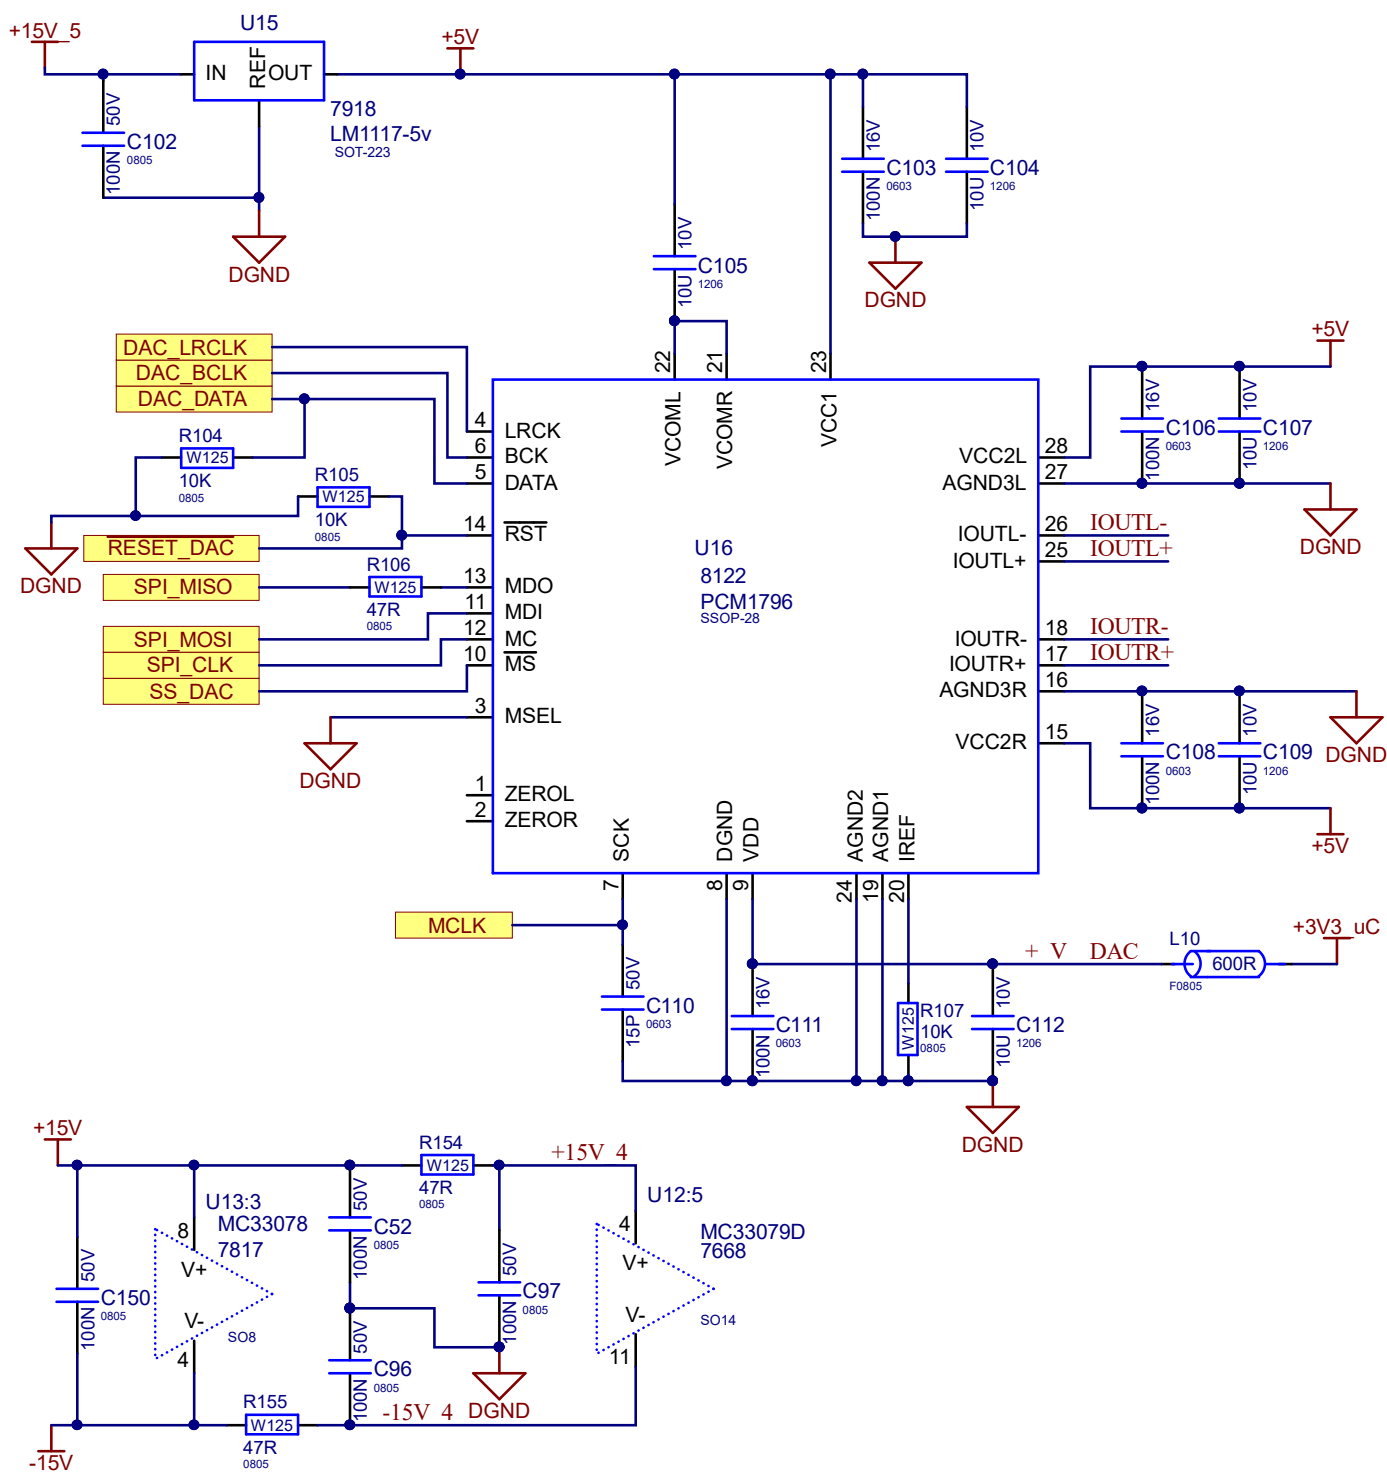 +15V_5
U15
IN
REF
OUT
+5V
7918
LM1117-5v
SOT-223
50V
C102
0805
100N
DGND
16V
C103
0603
100N
10V
C104
1206
10U
DGND
10V
C105
1206
10U
DAC_LRCLK
DAC_BCLK
DAC_DATA
R104
W125
10K
0805
R105
W125
10K
0805
DGND
RESET_DAC
SPI_MISO
R106
W125
47R
0805
SPI_MOSI
SPI_CLK
SS_DAC
DGND
22
VCOML
21
VCOMR
23
VCC1
4 LRCK
6 BCK
5 DATA
14 RST
13 MDO
11 MDI
12 MC
10 MS
3 MSEL
1 ZEROL
2 ZEROR
U16
8122
PCM1796
SSOP-28
VCC2L 28
AGND3L 27
IOUTL- 26 IOUTL-
IOUTL+ 25 IOUTL+
IOUTR- 18 IOUTR-
IOUTR+ 17 IOUTR+
AGND3R 16
VCC2R 15
+5V
16V
C106
0603
100N
10V
C107
1206
10U
DGND
16V
C108
0603
100N
10V
C109
1206
10U
DGND
+5V
SCK
7
DGND
8
VDD
9
AGND2
24
AGND1
19
IREF
20
MCLK
50V
C110
0603
15P
16V
C111
0603
100N
R107
W125
10K
0805
10V
C112
1206
10U
+ V DAC
L10
600R
F0805
+3V3_uC
DGND
+15V
50V
C150
0805
100N
U13:3
MC33078
7817
8
V+
V-
4
SO8
50V
C52
0805
100N
50V
C96
0805
100N
R154
W125
47R
0805
+15V 4
50V
C97
0805
100N
DGND
U12:5
MC33079D
7668
4
V+
V-
11
SO14
R155
W125
47R
0805
-15V 4
-15V